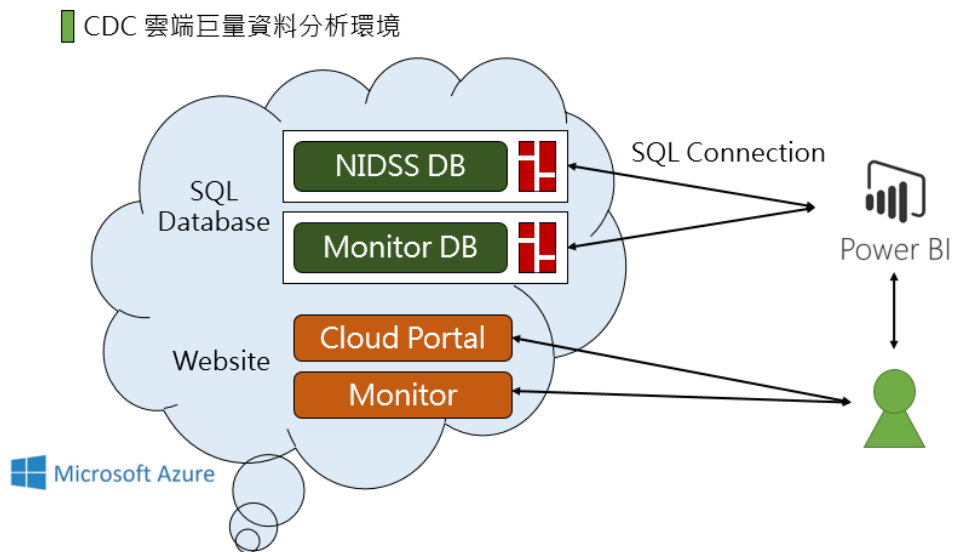 CDC 雲端巨量資料分析環境
SQL
Database
NIDSS DB
Monitor DB
SQL Connection
Power BI
Website
Cloud Portal
Monitor
Microsoft Azure